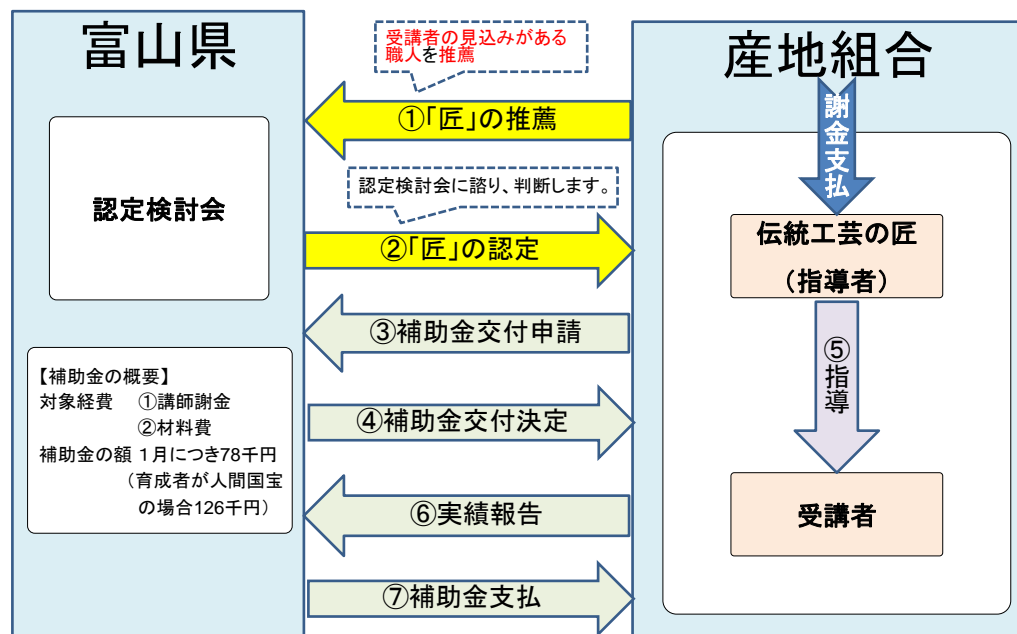 富山県
認定検討会
【補助金の概要】
対象経費 ①講師謝金
②材料費
補助金の額 1月につき78千円
（育成者が人間国宝
の場合126千円）
受講者の見込みがある
職人を推薦
①「匠」の推薦
認定検討会に諮り、判断します。
②「匠」の認定
③補助金交付申請
④補助金交付決定
⑥実績報告
⑦補助金支払
産地組合
謝金支払
伝統工芸の匠
（指導者）
⑤指導
受講者